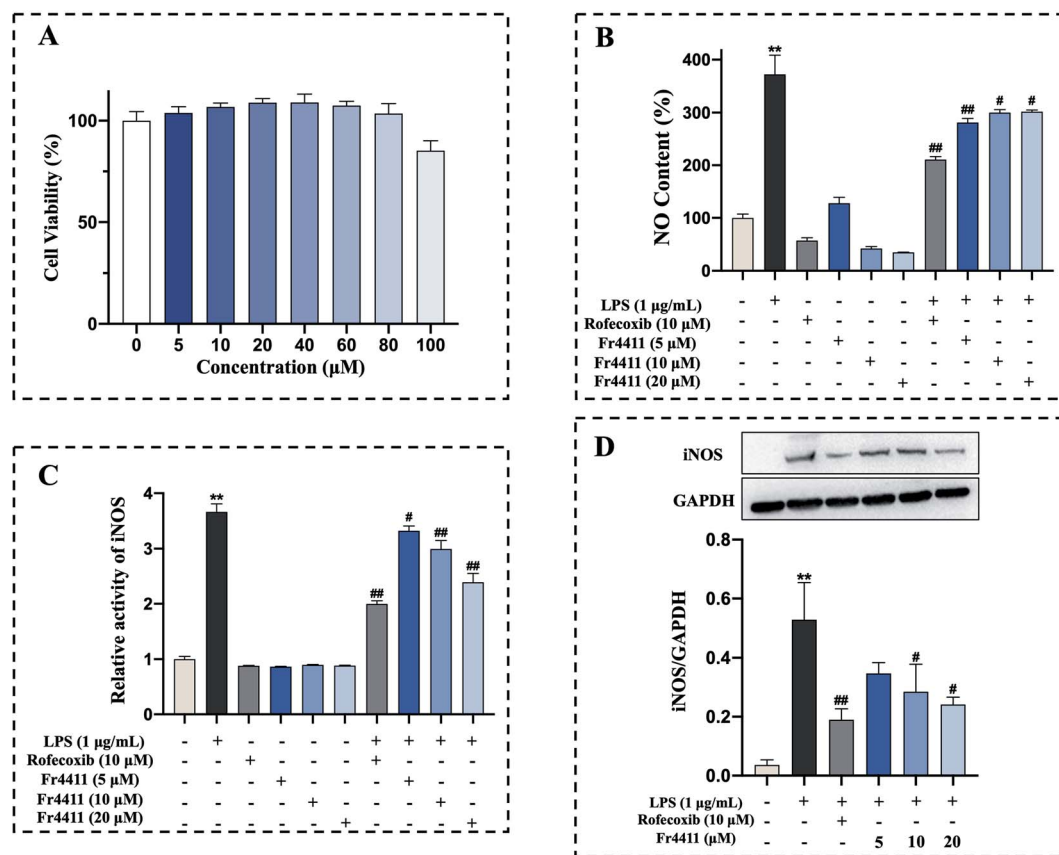 A
Cell Viability (%)
100
50
0
0 5 10 20 40 60 80 100
Concentration (μM)
B
NO Content (%)
400
300
200
100
0
**
##
##
#
#
LPS (1 μg/mL) - + - - - - + + + +
Rofecoxib (10 μM) - - + - - - + - - -
Fr4411 (5 μM) - - - + - - - + - -
Fr4411 (10 μM) - - - - + - - - + -
Fr4411 (20 μM) - - - - - + - - - +
C
Relative activity of iNOS
4
3
2
1
0
**
##
#
##
##
LPS (1 μg/mL) - + - - - - + + + +
Rofecoxib (10 μM) - - + - - - + - - -
Fr4411 (5 μM) - - - + - - - + - -
Fr4411 (10 μM) - - - - + - - - + -
Fr4411 (20 μM) - - - - - + - - - +
D
iNOS
GAPDH
iNOS/GAPDH
0.8
0.6
0.4
0.2
0.0
**
##
#
#
LPS (1 μg/mL) - + + + + +
Rofecoxib (10 μM) - - + - - -
Fr4411 (μM) - - - 5 10 20